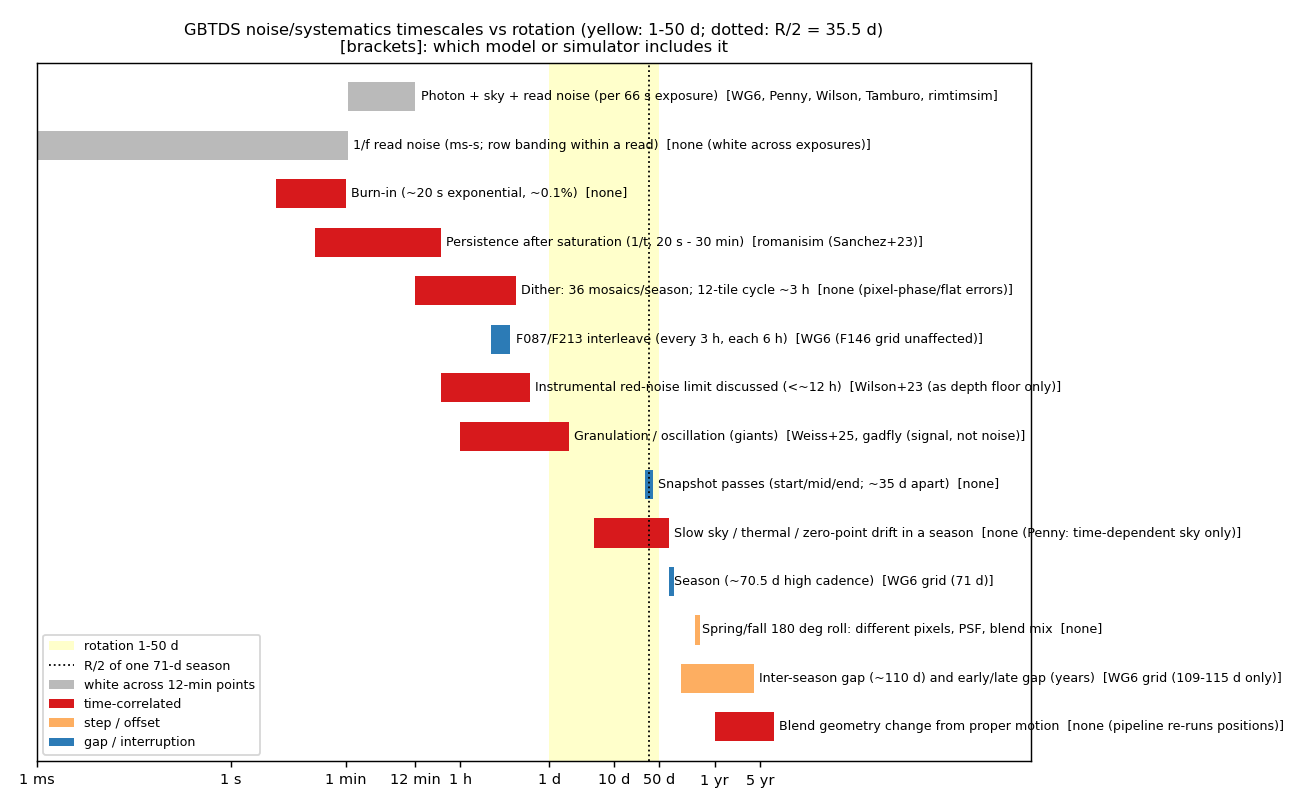 GBTDS noise/systematics timescales vs rotation (yellow: 1-50 d; dotted: R/2 = 35.5 d)
[brackets]: which model or simulator includes it
Photon + sky + read noise (per 66 s exposure)  [WG6, Penny, Wilson, Tamburo, rimtimsim]
1/f read noise (ms-s; row banding within a read)  [none (white across exposures)]
Burn-in (~20 s exponential, ~0.1%)  [none]
Persistence after saturation (1/t, 20 s - 30 min)  [romanisim (Sanchez+23)]
Dither: 36 mosaics/season; 12-tile cycle ~3 h  [none (pixel-phase/flat errors)]
F087/F213 interleave (every 3 h, each 6 h)  [WG6 (F146 grid unaffected)]
Instrumental red-noise limit discussed (<~12 h)  [Wilson+23 (as depth floor only)]
Granulation / oscillation (giants)  [Weiss+25, gadfly (signal, not noise)]
Snapshot passes (start/mid/end; ~35 d apart)  [none]
Slow sky / thermal / zero-point drift in a season  [none (Penny: time-dependent sky only)]
Season (~70.5 d high cadence)  [WG6 grid (71 d)]
Spring/fall 180 deg roll: different pixels, PSF, blend mix  [none]
Inter-season gap (~110 d) and early/late gap (years)  [WG6 grid (109-115 d only)]
Blend geometry change from proper motion  [none (pipeline re-runs positions)]
rotation 1-50 d
R/2 of one 71-d season
white across 12-min points
time-correlated
step / offset
gap / interruption
1 ms 1 s 1 min 12 min 1 h 1 d 10 d 50 d 1 yr 5 yr